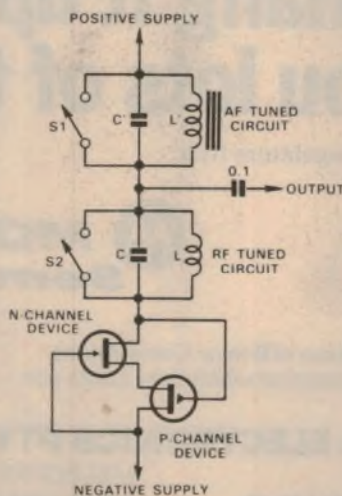 POSITIVE SUPPLY
S1
C'
L'
AF TUNED
CIRCUIT
0.1
OUTPUT
S2
C
L
RF TUNED
CIRCUIT
N-CHANNEL
DEVICE
P-CHANNEL
DEVICE
NEGATIVE SUPPLY